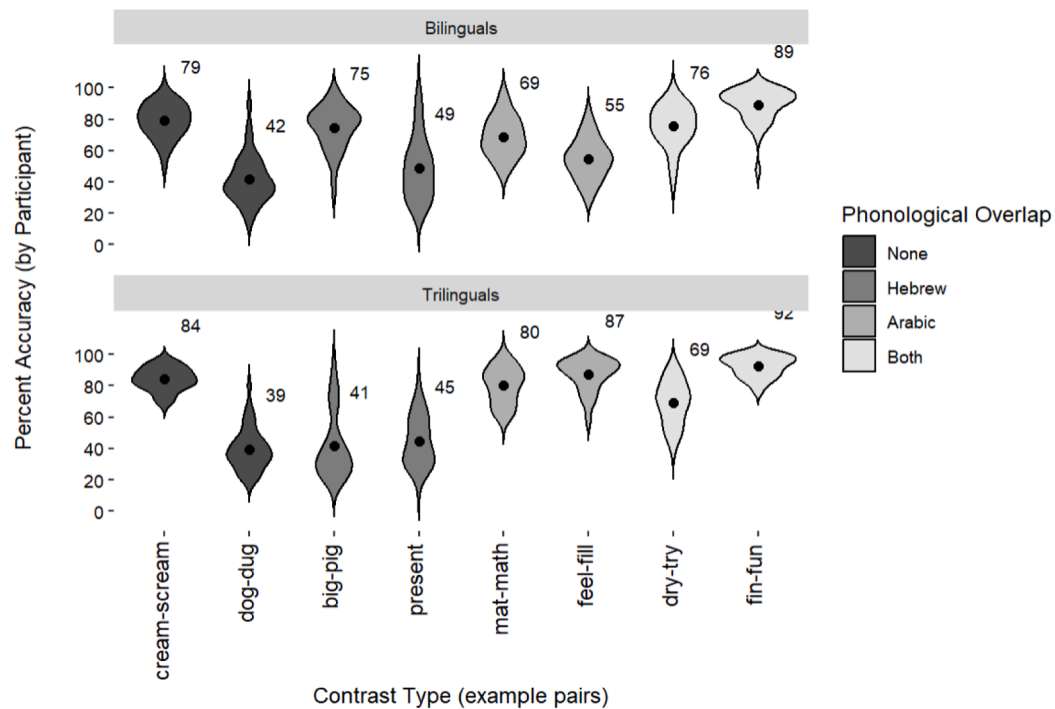 Bilinguals
79
42
75
49
69
55
76
89
100
80
60
40
20
0
Trilinguals
84
39
41
45
80
87
69
92
100
80
60
40
20
0
Percent Accuracy (by Participant)
cream-scream
dog-dug
big-pig
present
mat-math
feel-fill
dry-try
fin-fun
Contrast Type (example pairs)
Phonological Overlap
None
Hebrew
Arabic
Both